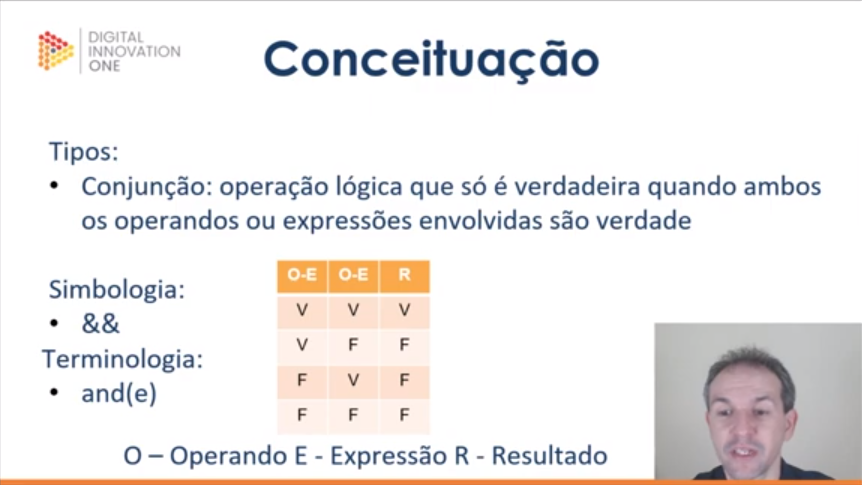 DIGITAL
INNOVATION
ONE
Conceituação
Tipos:
• Conjunção: operação lógica que só é verdadeira quando ambos
os operandos ou expressões envolvidas são verdade
Simbologia:
• &&
Terminologia:
• and(e)
O-E O-E R
V V V
V F F
F V F
F F F
O – Operando E - Expressão R - Resultado